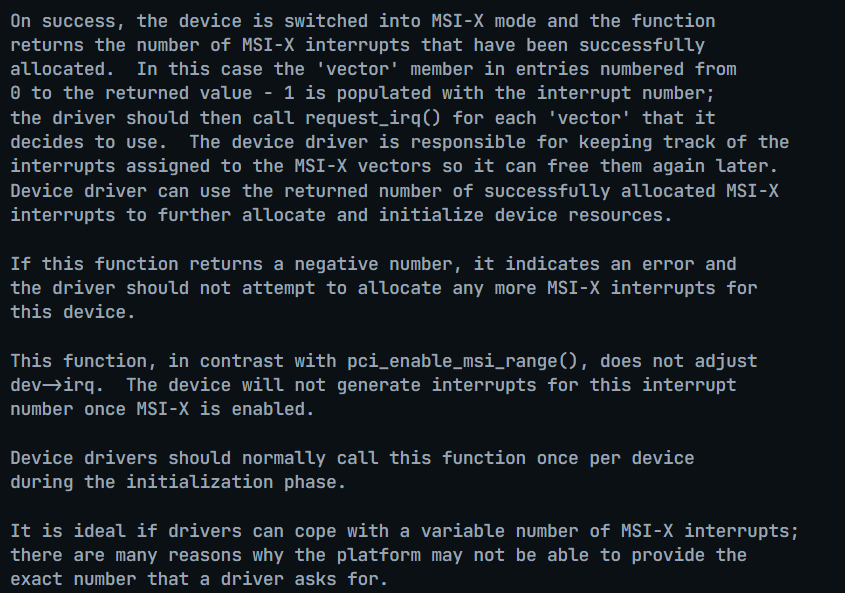 On success, the device is switched into MSI-X mode and the function
returns the number of MSI-X interrupts that have been successfully
allocated.  In this case the 'vector' member in entries numbered from
0 to the returned value - 1 is populated with the interrupt number;
the driver should then call request_irq() for each 'vector' that it
decides to use.  The device driver is responsible for keeping track of the
interrupts assigned to the MSI-X vectors so it can free them again later.
Device driver can use the returned number of successfully allocated MSI-X
interrupts to further allocate and initialize device resources.

If this function returns a negative number, it indicates an error and
the driver should not attempt to allocate any more MSI-X interrupts for
this device.

This function, in contrast with pci_enable_msi_range(), does not adjust
dev->irq.  The device will not generate interrupts for this interrupt
number once MSI-X is enabled.

Device drivers should normally call this function once per device
during the initialization phase.

It is ideal if drivers can cope with a variable number of MSI-X interrupts;
there are many reasons why the platform may not be able to provide the
exact number that a driver asks for.